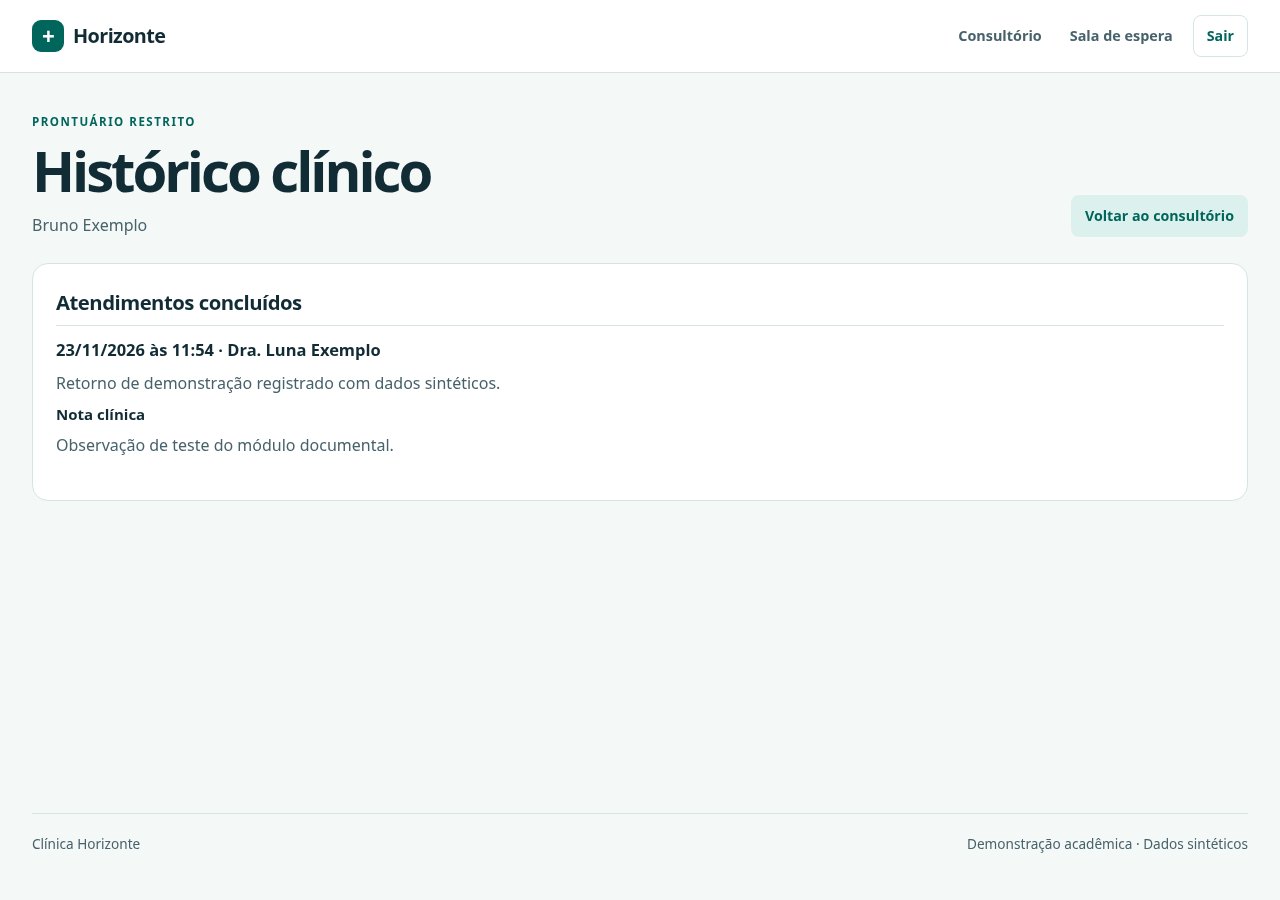 + Horizonte
Consultório Sala de espera Sair
PRONTUÁRIO RESTRITO
Histórico clínico
Bruno Exemplo
Voltar ao consultório
Atendimentos concluídos
23/11/2026 às 11:54 · Dra. Luna Exemplo
Retorno de demonstração registrado com dados sintéticos.
Nota clínica
Observação de teste do módulo documental.
Clínica Horizonte
Demonstração acadêmica · Dados sintéticos